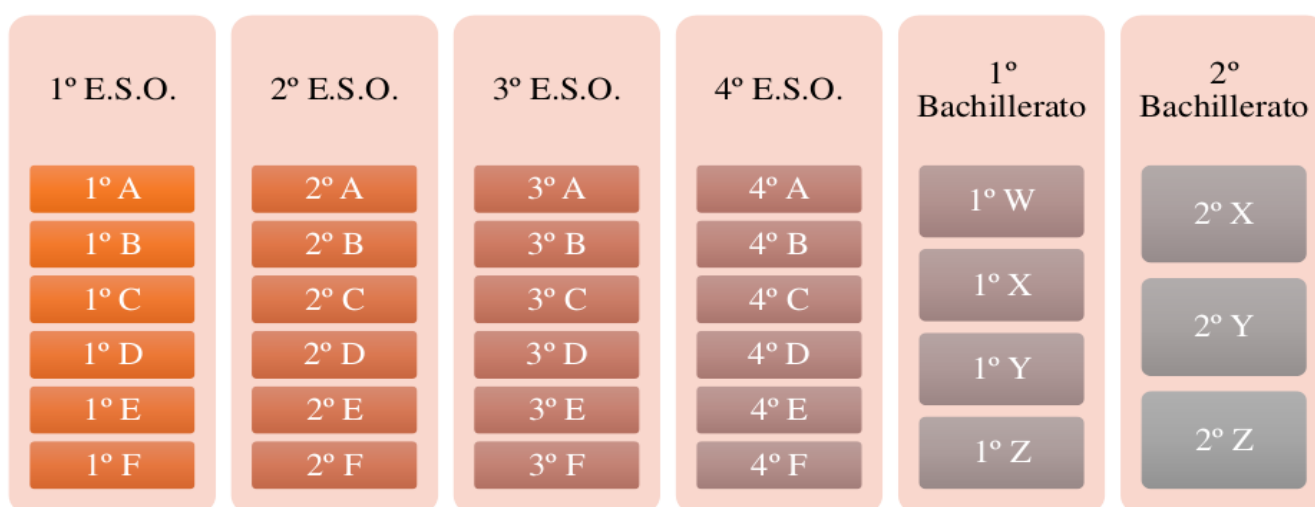 1º E.S.O.
1º A
1º B
1º C
1º D
1º E
1º F
2º E.S.O.
2º A
2º B
2º C
2º D
2º E
2º F
3º E.S.O.
3º A
3º B
3º C
3º D
3º E
3º F
4º E.S.O.
4º A
4º B
4º C
4º D
4º E
4º F
1º
Bachillerato
1º W
1º X
1º Y
1º Z
2º
Bachillerato
2º X
2º Y
2º Z